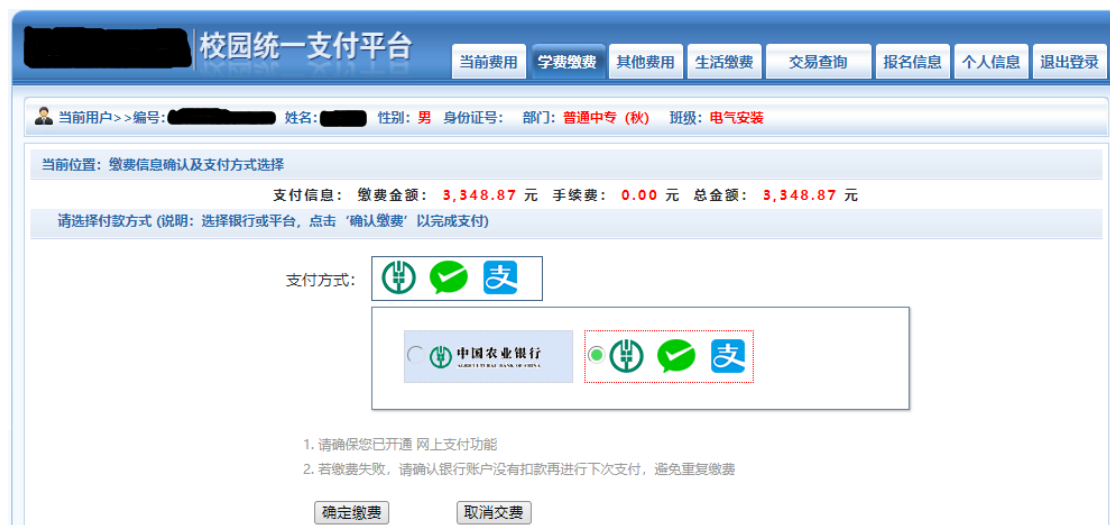 校园统一支付平台
当前费用 学费缴费 其他费用 生活缴费 交易查询 报名信息 个人信息 退出登录
当前用户>>编号: 姓名: 性别: 男 身份证号: 部门: 普通中专 (秋) 班级: 电气安装
当前位置: 缴费信息确认及支付方式选择
支付信息: 缴费金额: 3,348.87 元 手续费: 0.00 元 总金额: 3,348.87 元
请选择付款方式 (说明: 选择银行或平台, 点击 ‘确认缴费’ 以完成支付)
支付方式: 支
中国农业银行 支
AGRICULTURAL BANK OF CHINA
1. 请确保您已开通 网上支付功能
2. 若缴费失败, 请确认银行账户没有扣款再进行下次支付, 避免重复缴费
确定缴费 取消交费